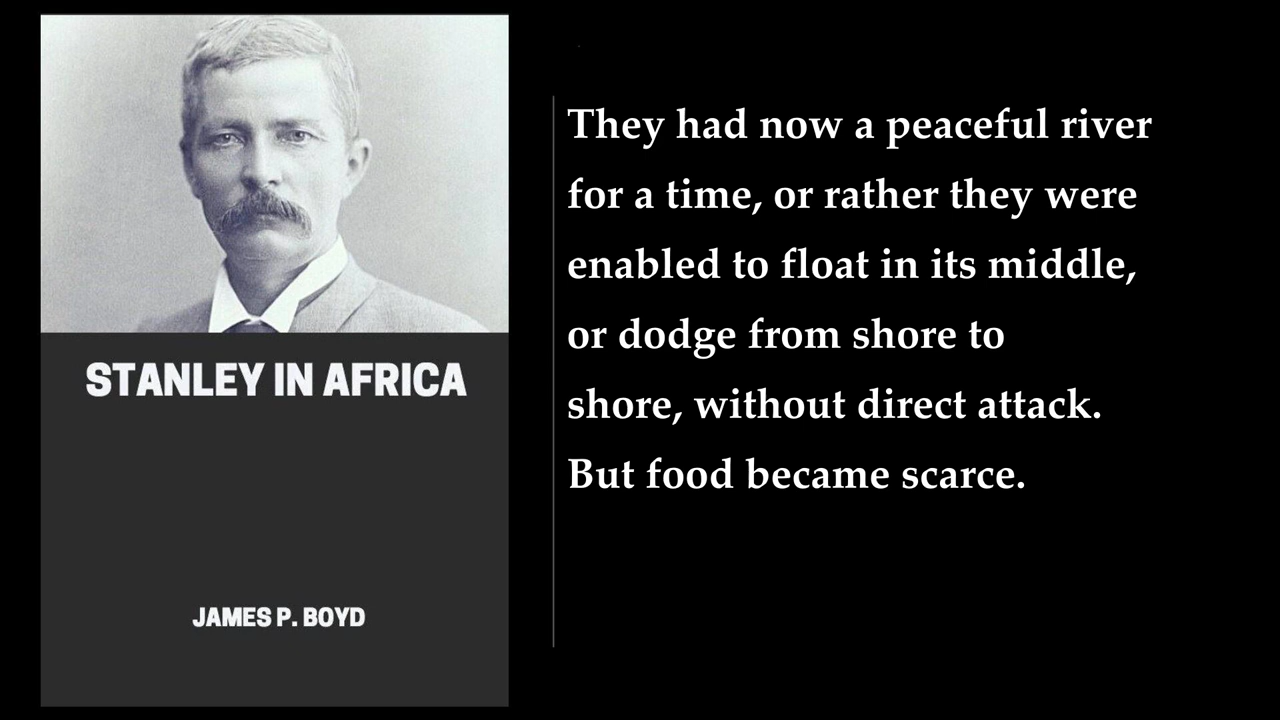 STANLEY IN AFRICA
JAMES P. BOYD
They had now a peaceful river
for a time, or rather they were
enabled to float in its middle,
or dodge from shore to
shore, without direct attack.
But food became scarce.